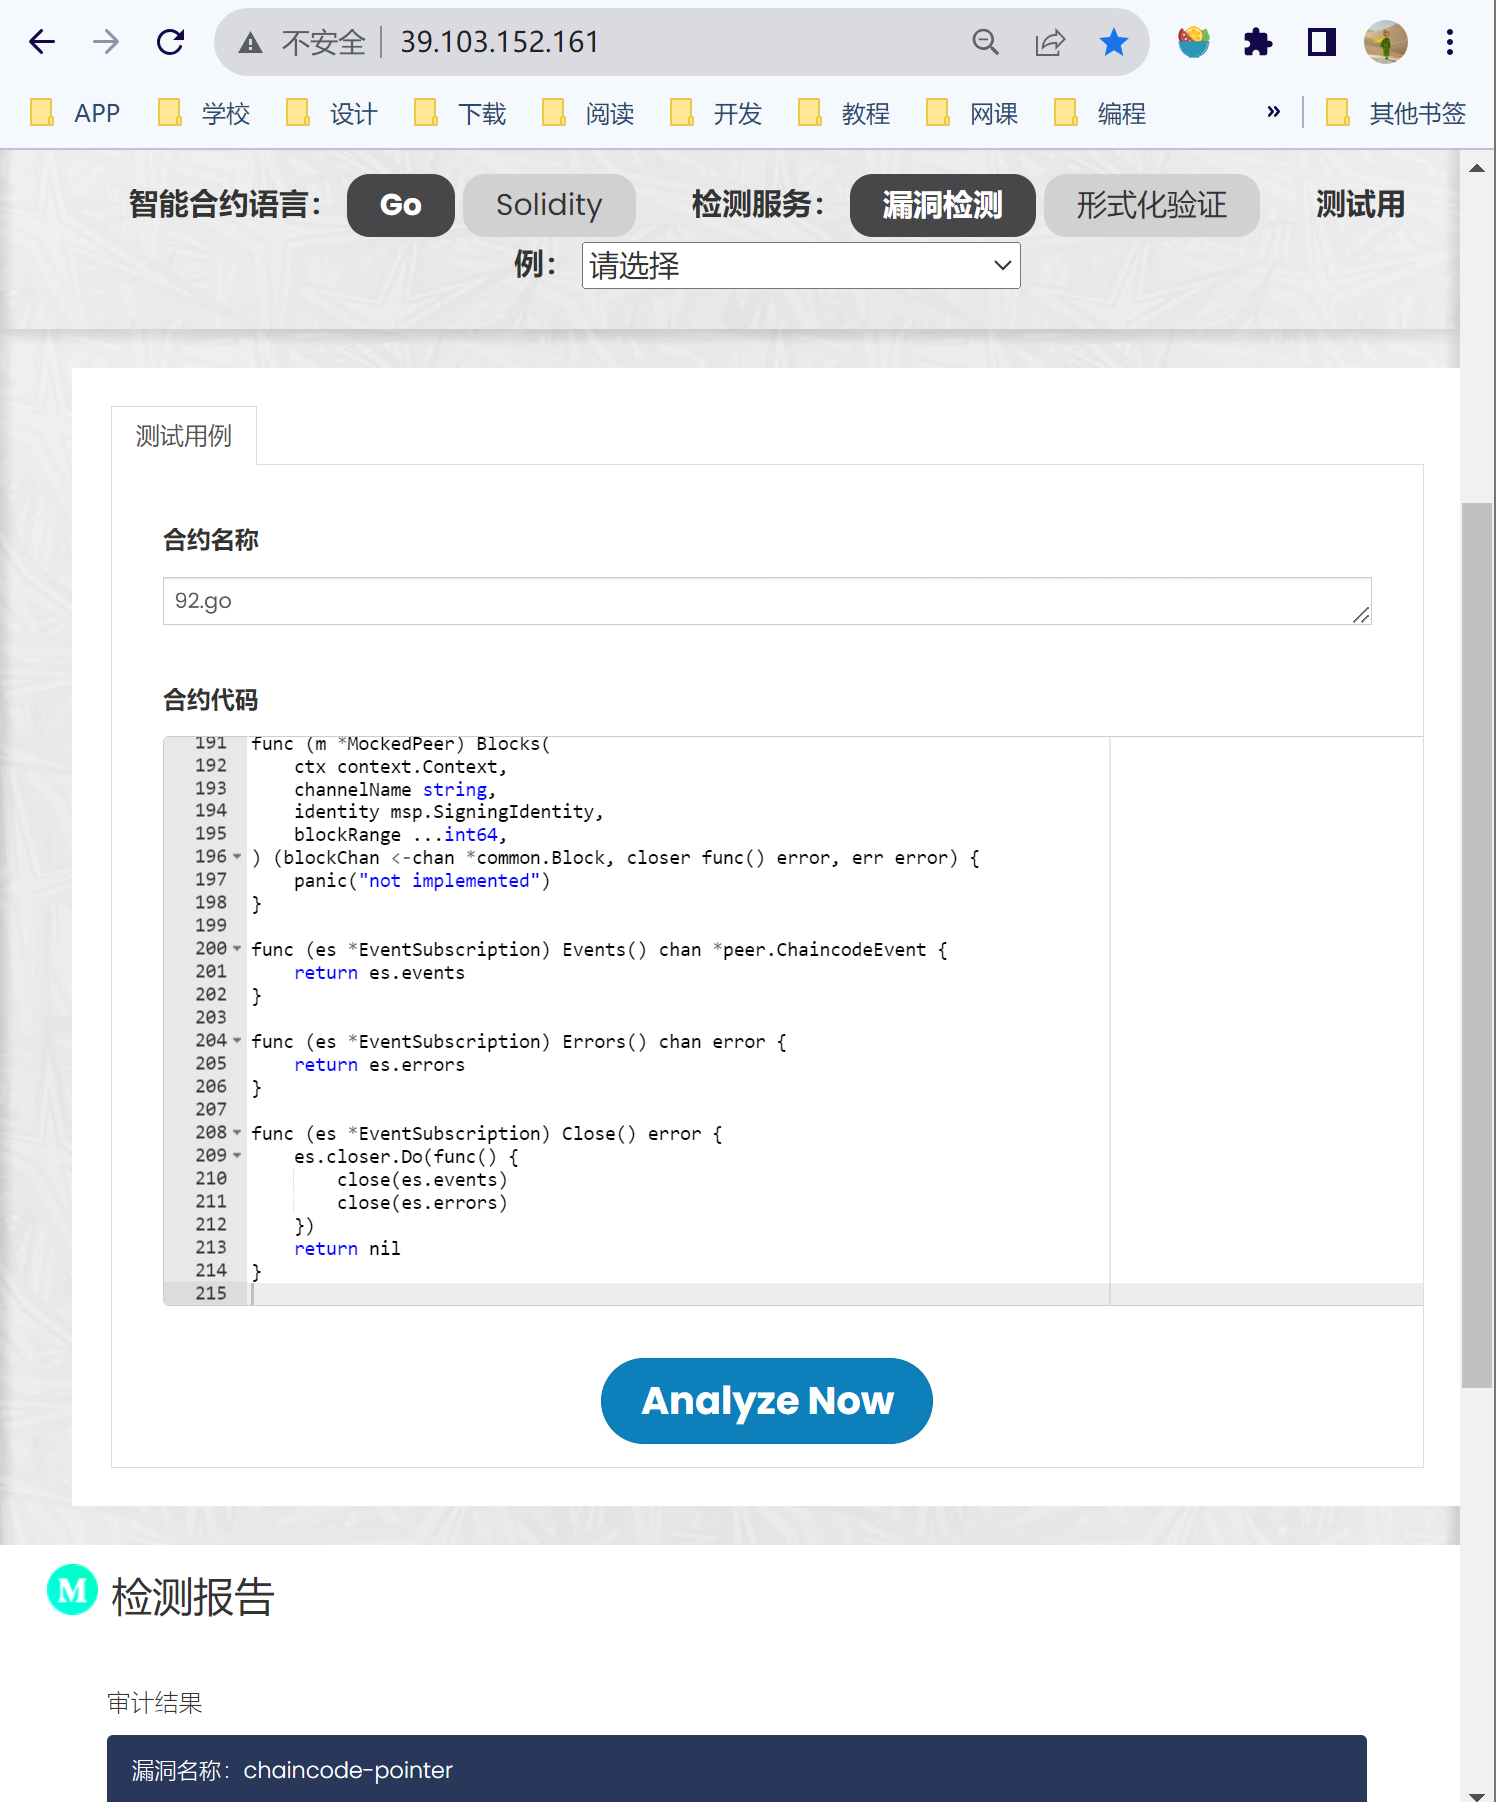 不安全 39.103.152.161
APP 学校 设计 下载 阅读 开发 教程 网课 编程 » 其他书签
智能合约语言： Go Solidity 检测服务： 漏洞检测 形式化验证 测试用
例： 请选择
测试用例
合约名称
92.go
合约代码
191 func (m *MockedPeer) Blocks(
192     ctx context.Context,
193     channelName string,
194     identity msp.SigningIdentity,
195     blockRange ...int64,
196 ) (blockChan <-chan *common.Block, closer func() error, err error) {
197     panic("not implemented")
198 }
199
200 func (es *EventSubscription) Events() chan *peer.ChaincodeEvent {
201     return es.events
202 }
203
204 func (es *EventSubscription) Errors() chan error {
205     return es.errors
206 }
207
208 func (es *EventSubscription) Close() error {
209     es.closer.Do(func() {
210         close(es.events)
211         close(es.errors)
212     })
213     return nil
214 }
215
Analyze Now
M 检测报告
审计结果
漏洞名称：chaincode-pointer